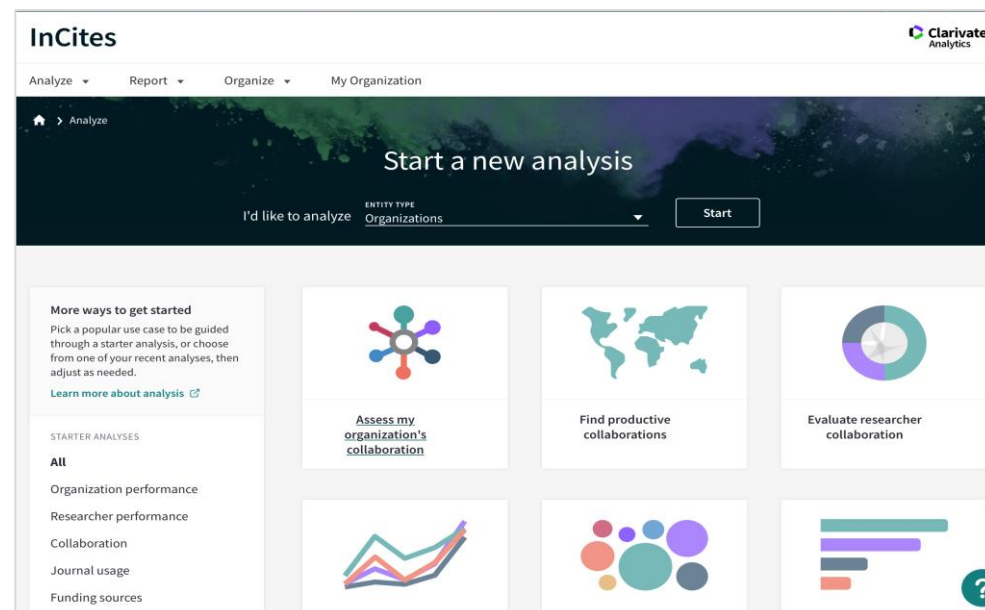 InCites
Clarivate
Analytics
Analyze
Report
Organize
My Organization
> Analyze
Start a new analysis
I'd like to analyze
ENTITY TYPE
Organizations
Start
More ways to get started
Pick a popular use case to be guided
through a starter analysis, or choose
from one of your recent analyses, then
adjust as needed.
Learn more about analysis
STARTER ANALYSES
All
Organization performance
Researcher performance
Collaboration
Journal usage
Funding sources
Assess my
organization's
collaboration
Find productive
collaborations
Evaluate researcher
collaboration
?